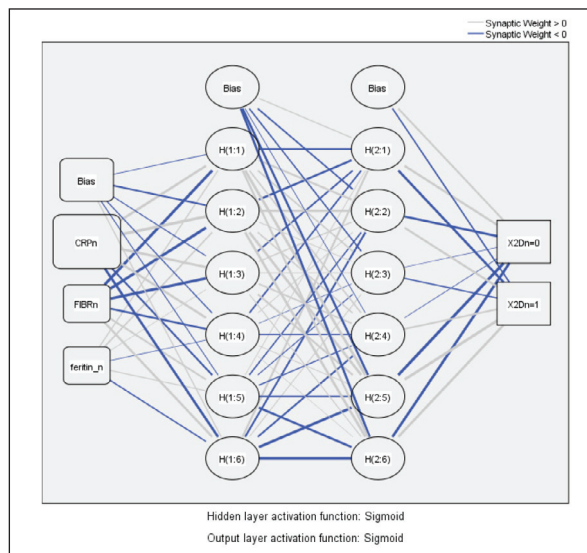 Synaptic Weight > 0
Synaptic Weight < 0
Bias
Bias
H(1:1)
H(2:1)
Bias
H(1:2)
H(2:2)
CRPn
X2Dn=0
H(1:3)
H(2:3)
FIBRn
X2Dn=1
H(1:4)
H(2:4)
feritin_n
H(1:5)
H(2:5)
H(1:6)
H(2:6)
Hidden layer activation function: Sigmoid
Output layer activation function: Sigmoid